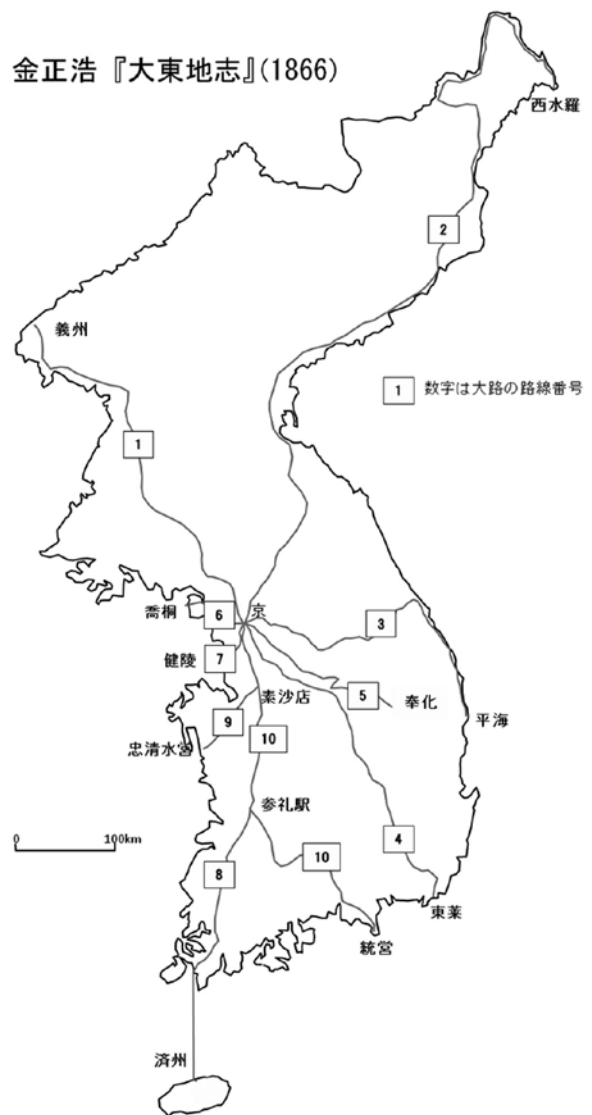 金正浩『大東地志』(1866)
西水羅
2
義州
1 数字は大路の路線番号
1
喬桐
6
京
3
健陵
7
素沙店
5
奉化
平海
9
忠清水営
10
参礼駅
0 100km
4
8
10
東萊
統営
済州